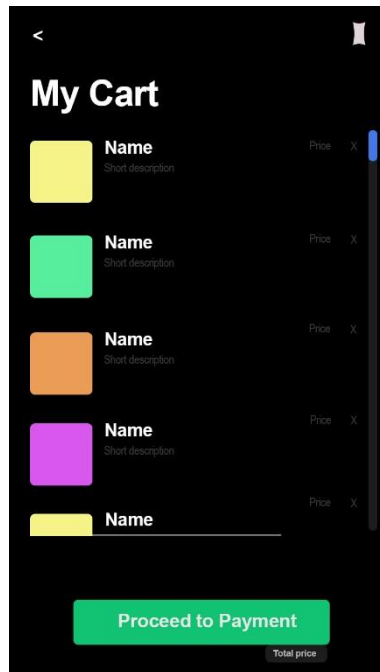 <
My Cart
Name Price X
Short description
Name Price X
Short description
Name Price X
Short description
Name Price X
Short description
Name Price X
Proceed to Payment
Total price